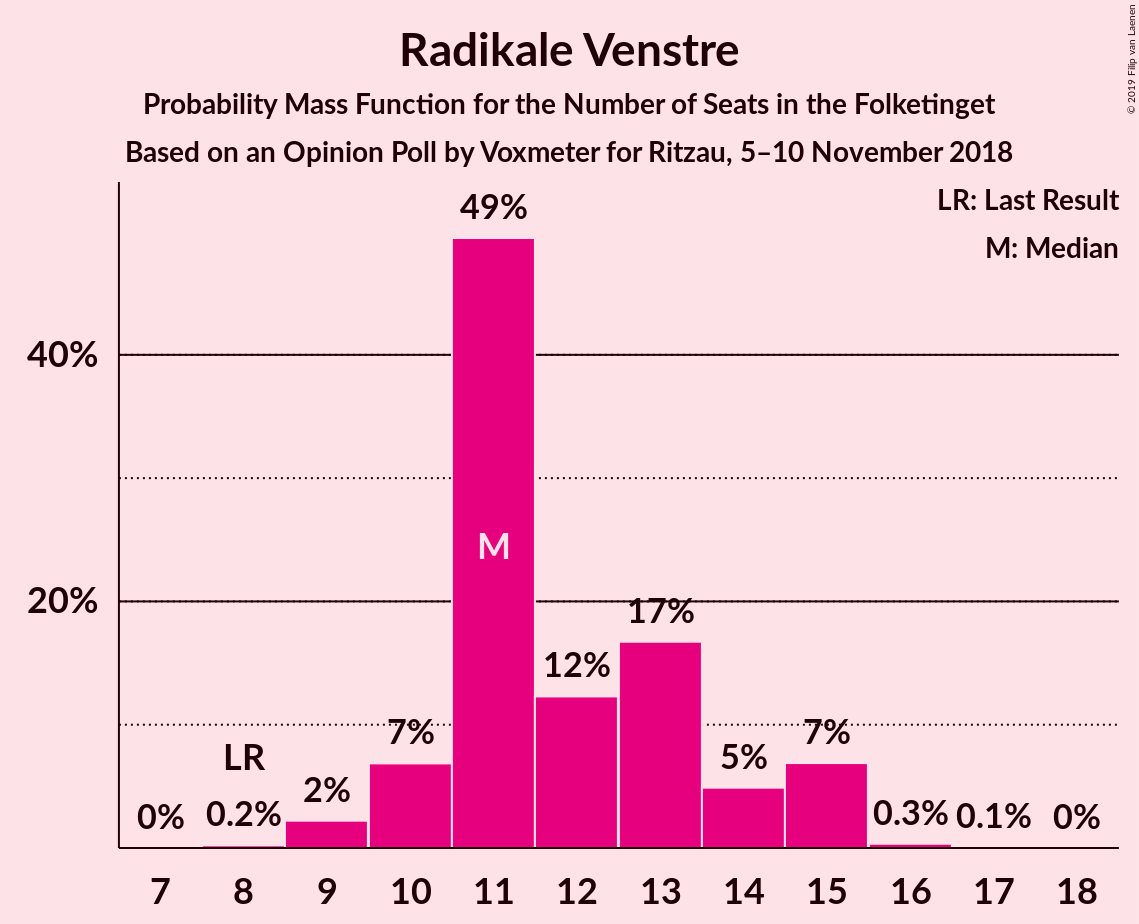 Radikale Venstre
Probability Mass Function for the Number of Seats in the Folketinget
Based on an Opinion Poll by Voxmeter for Ritzau, 5–10 November 2018
© 2019 Filip van Laenen
LR: Last Result
M: Median
49%
40%
M
20%
17%
12%
7%
7%
LR
5%
2%
0%
0.2%
0.3%
0.1%
0%
7 8 9 10 11 12 13 14 15 16 17 18